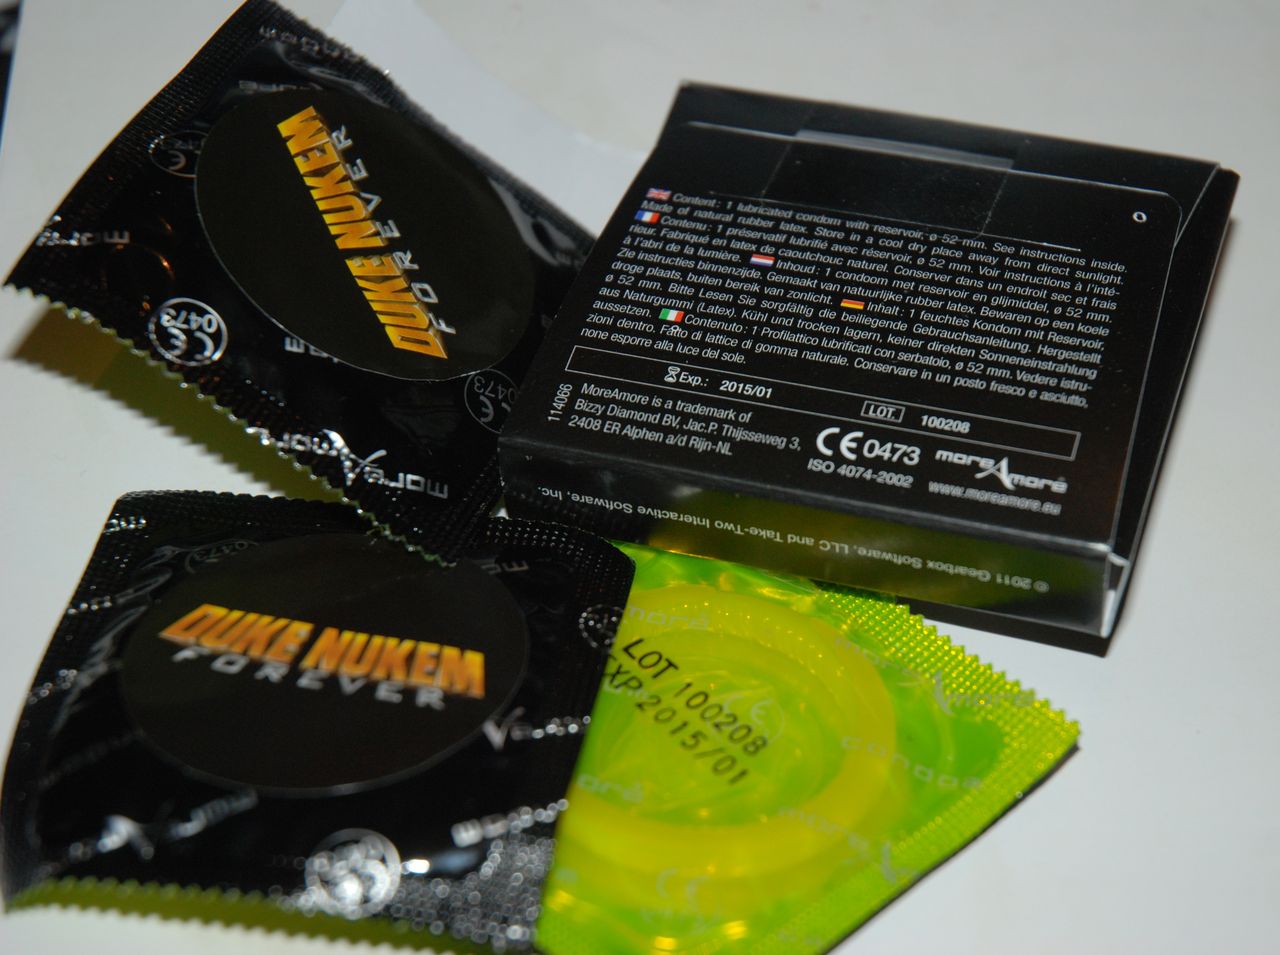 DUKE NUKEM
FOREVER
0473
0473
moreAmoré
Content: 1 lubricated condom with reservoir, ø 52-mm. See instructions inside.
Made of natural rubber latex. Store in a cool dry place away from direct sunlight.
Contenu: 1 préservatif lubrifié avec réservoir, ø 52 mm. Voir instructions à l'inté-
rieur. Fabriqué en latex de caoutchouc naturel. Conserver dans un endroit sec et frais
à l'abri de la lumière. Inhoud: 1 condoom met reservoir en glijmiddel, ø 52 mm.
Zie instructies binnenzijde. Gemaakt van natuurlijke rubber latex. Bewaren op een koele
droge plaats, buiten bereik van zonlicht. Inhalt: 1 feuchtes Kondom mit Reservoir,
ø 52 mm. Bitte Lesen Sie sorgfältig die beiliegende Gebrauchsanleitung. Hergestellt
aus Naturgummi (Latex). Kühl und trocken lagern, keiner direkten Sonneneinstrahlung
aussetzen. Contenuto: 1 Profilattico lubrificati con serbatoio, ø 52 mm. Vedere istru-
zioni dentro. Fatto di lattice di gomma naturale. Conservare in un posto fresco e asciutto,
none esporre alla luce del sole.
Exp.: 2015/01
LOT. 100208
114066
MoreAmore is a trademark of
Bizzy Diamond BV, Jac.P. Thijsseweg 3,
2408 ER Alphen a/d Rijn-NL
CE 0473
ISO 4074-2002
moreAmoré
www.moreamore.eu
© 2011 Gearbox Software, LLC and Take-Two Interactive Software, Inc.
DUKE NUKEM
FOREVER
LOT 100208
EXP 2015/01
moré
condoom